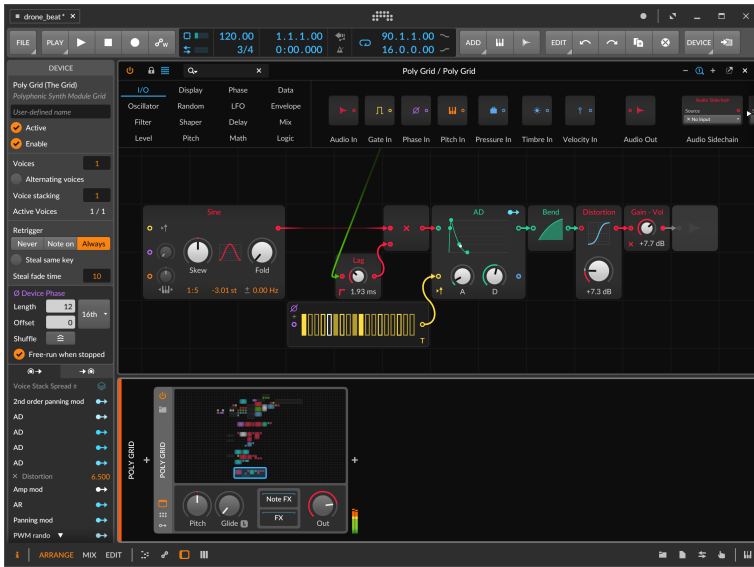 drone_beat* ×
FILE PLAY 120.00 3/4 1.1.1.00 0:00.000 90.1.1.00 16.0.0.00 ADD EDIT DEVICE
DEVICE
Poly Grid (The Grid)
Polyphonic Synth Module Grid
User-defined name
Active
Enable
Voices 1
Alternating voices
Voice stacking 1
Active Voices 1 / 1
Retrigger
Never Note on Always
Steal same key
Steal fade time 10
Ø Device Phase
Length 12
16th
Offset 0
Shuffle
Free-run when stopped
Voice Stack Spread
2nd order panning mod
AD
AD
AD
AD
× Distortion 6.500
Amp mod
AR
Panning mod
PWM rando
Poly Grid / Poly Grid
I/O Display Phase Data
Oscillator Random LFO Envelope
Filter Shaper Delay Mix
Level Pitch Math Logic
Audio In Gate In Phase In Pitch In Pressure In Timbre In Velocity In Audio Out Audio Sidechain
Audio Sidechain
Source
× No Input
Sine
Skew Fold
1:5 -3.01 st ± 0.00 Hz
Lag
1.93 ms
AD
A D
Bend
Distortion
+7.3 dB
Gain - Vol
+7.7 dB
T
POLY GRID
POLY GRID
Pitch Glide L
Note FX
FX
Out
i ARRANGE MIX EDIT